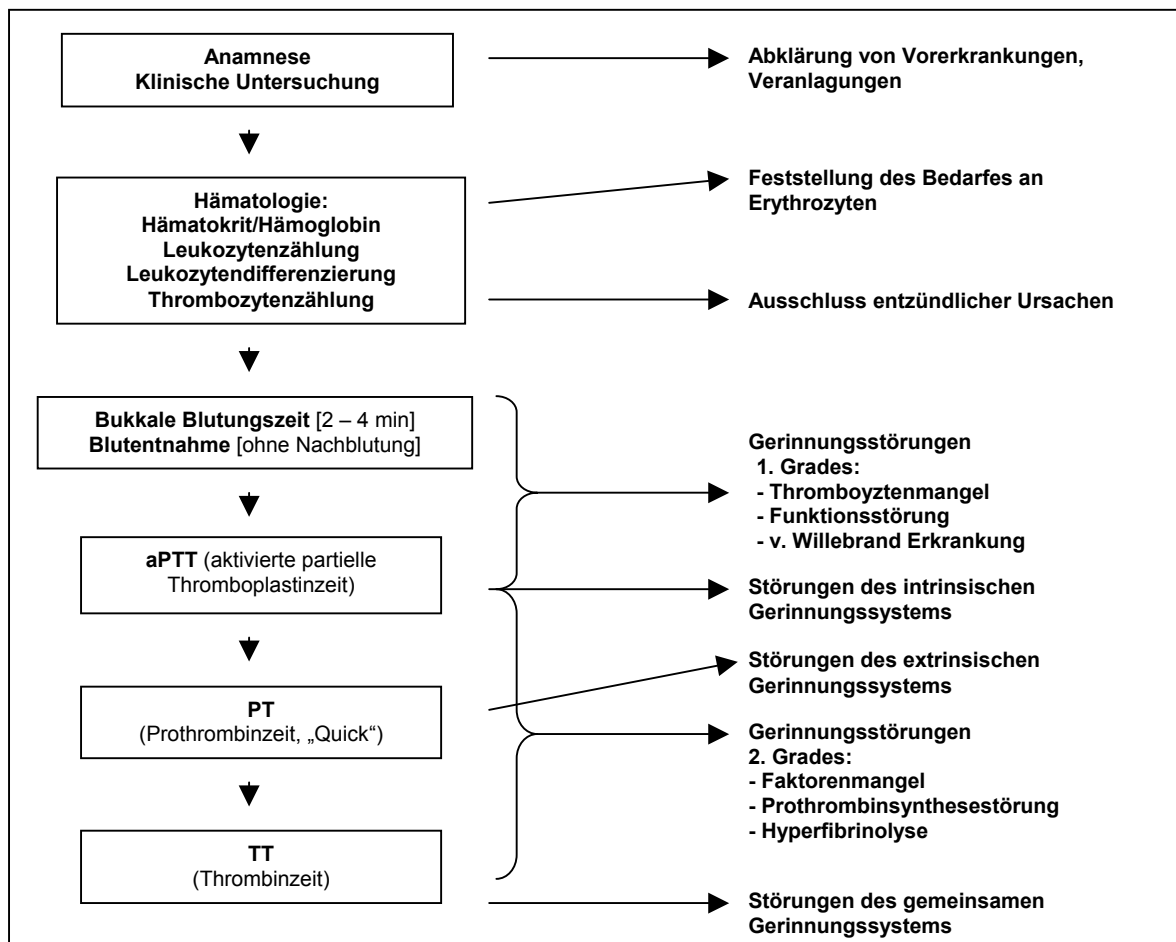 Anamnese
Klinische Untersuchung
Abklärung von Vorerkrankungen,
Veranlagungen
Hämatologie:
Hämatokrit/Hämoglobin
Leukozytenzählung
Leukozytendifferenzierung
Thrombozytenzählung
Feststellung des Bedarfes an
Erythrozyten
Ausschluss entzündlicher Ursachen
Bukkale Blutungszeit [2 – 4 min]
Blutentnahme [ohne Nachblutung]
Gerinnungsstörungen
1. Grades:
- Thromboyztenmangel
- Funktionsstörung
- v. Willebrand Erkrankung
aPTT (aktivierte partielle
Thromboplastinzeit)
Störungen des intrinsischen
Gerinnungssystems
Störungen des extrinsischen
Gerinnungssystems
PT
(Prothrombinzeit, „Quick“)
Gerinnungsstörungen
2. Grades:
- Faktorenmangel
- Prothrombinsynthesestörung
- Hyperfibrinolyse
TT
(Thrombinzeit)
Störungen des gemeinsamen
Gerinnungssystems